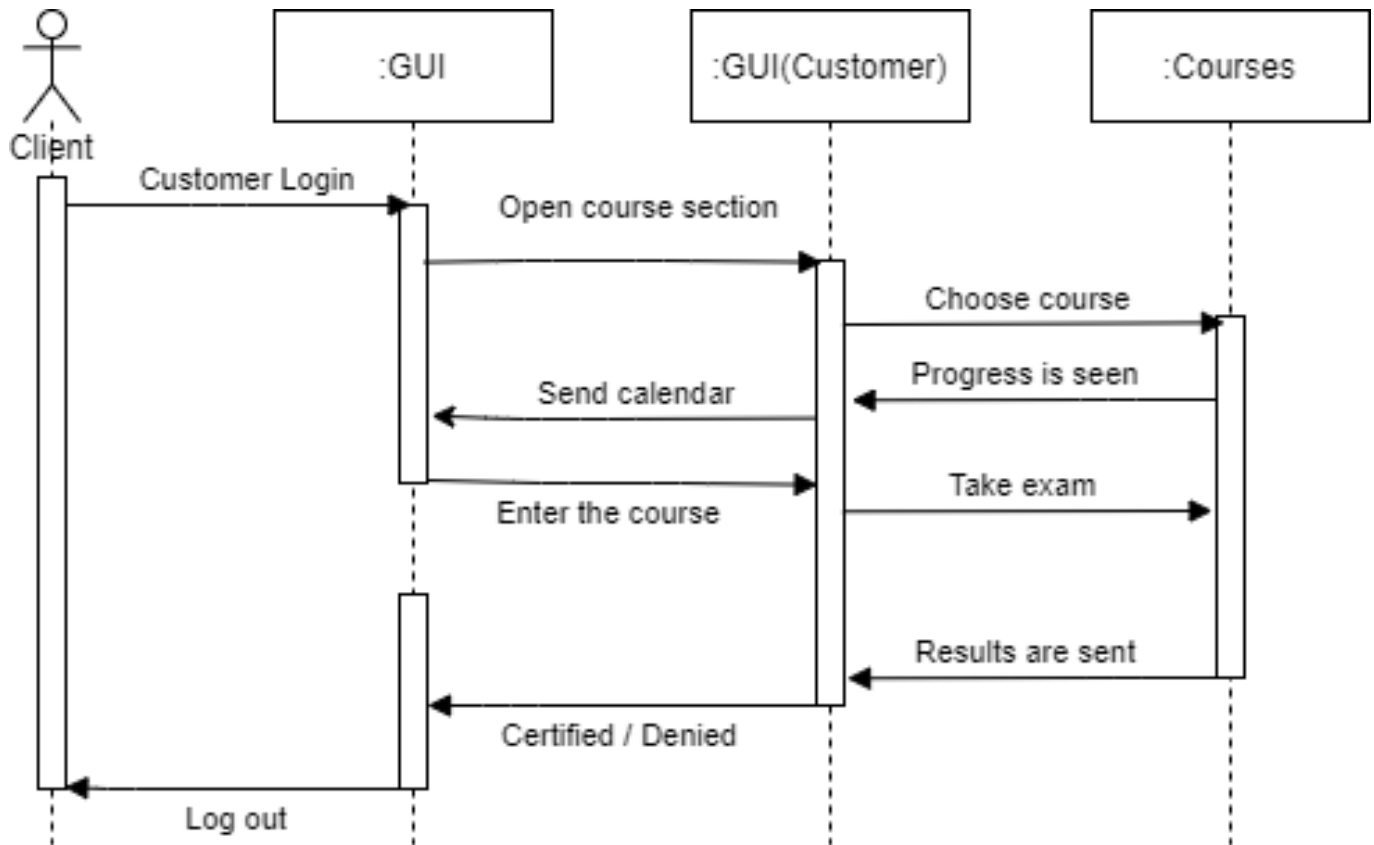 :GUI
:GUI(Customer)
:Courses
Client
Customer Login
Open course section
Choose course
Progress is seen
Send calendar
Take exam
Enter the course
Results are sent
Certified / Denied
Log out